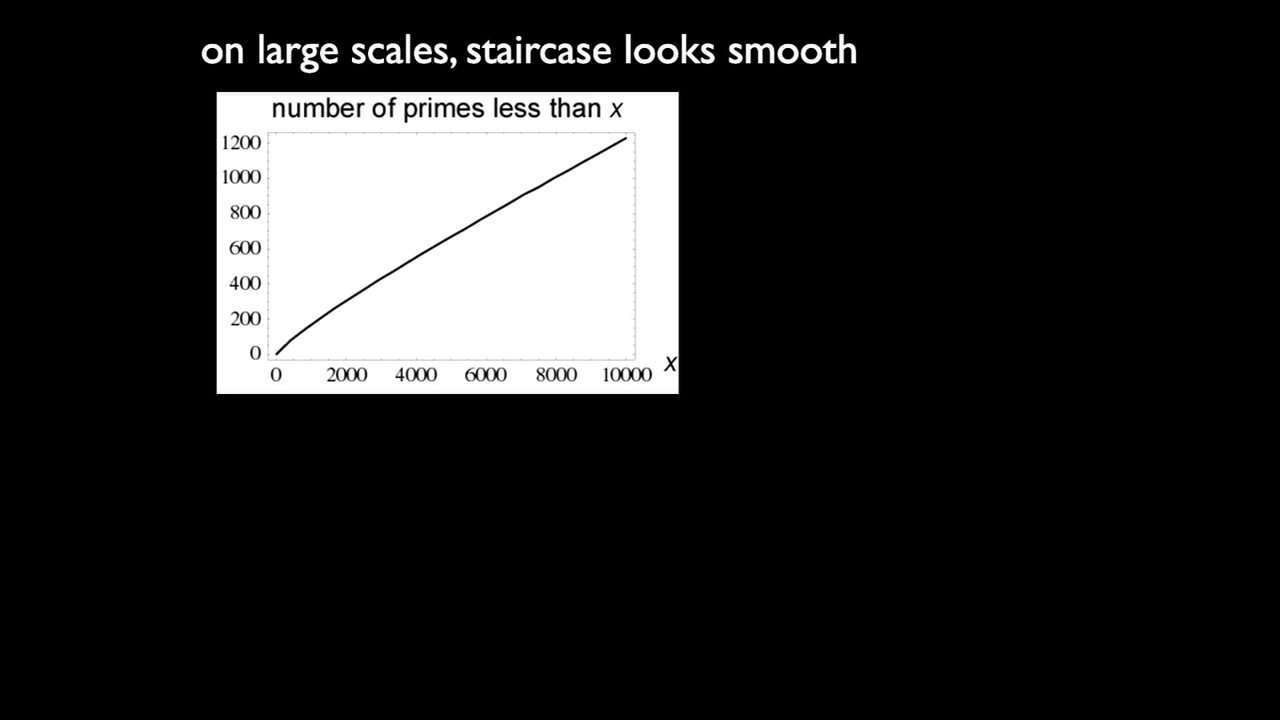 on large scales, staircase looks smooth
number of primes less than x
1200
1000
800
600
400
200
0
0 2000 4000 6000 8000 10000 x